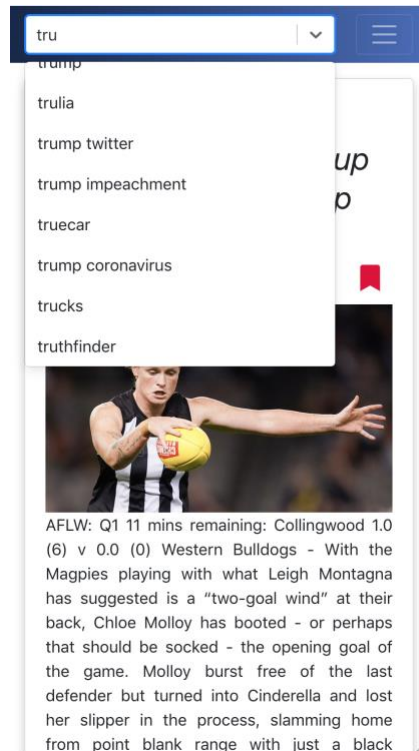 tru
trump
trulia
trump twitter
trump impeachment
truecar
trump coronavirus
trucks
truthfinder
up
p
AFLW: Q1 11 mins remaining: Collingwood 1.0
(6) v 0.0 (0) Western Bulldogs - With the
Magpies playing with what Leigh Montagna
has suggested is a “two-goal wind” at their
back, Chloe Molloy has booted - or perhaps
that should be socked - the opening goal of
the game. Molloy burst free of the last
defender but turned into Cinderella and lost
her slipper in the process, slamming home
from point blank range with just a black